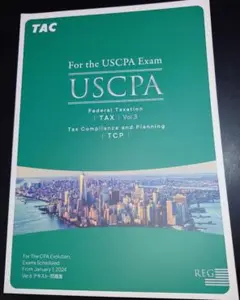 TAC
For the USCPA Exam
USCPA
Federal Taxation
| TAX | Vol.3
Tax Compliance and Planning
| TCP |
For The CPA Evolution
Exams Scheduled
From January 1, 2024
REG